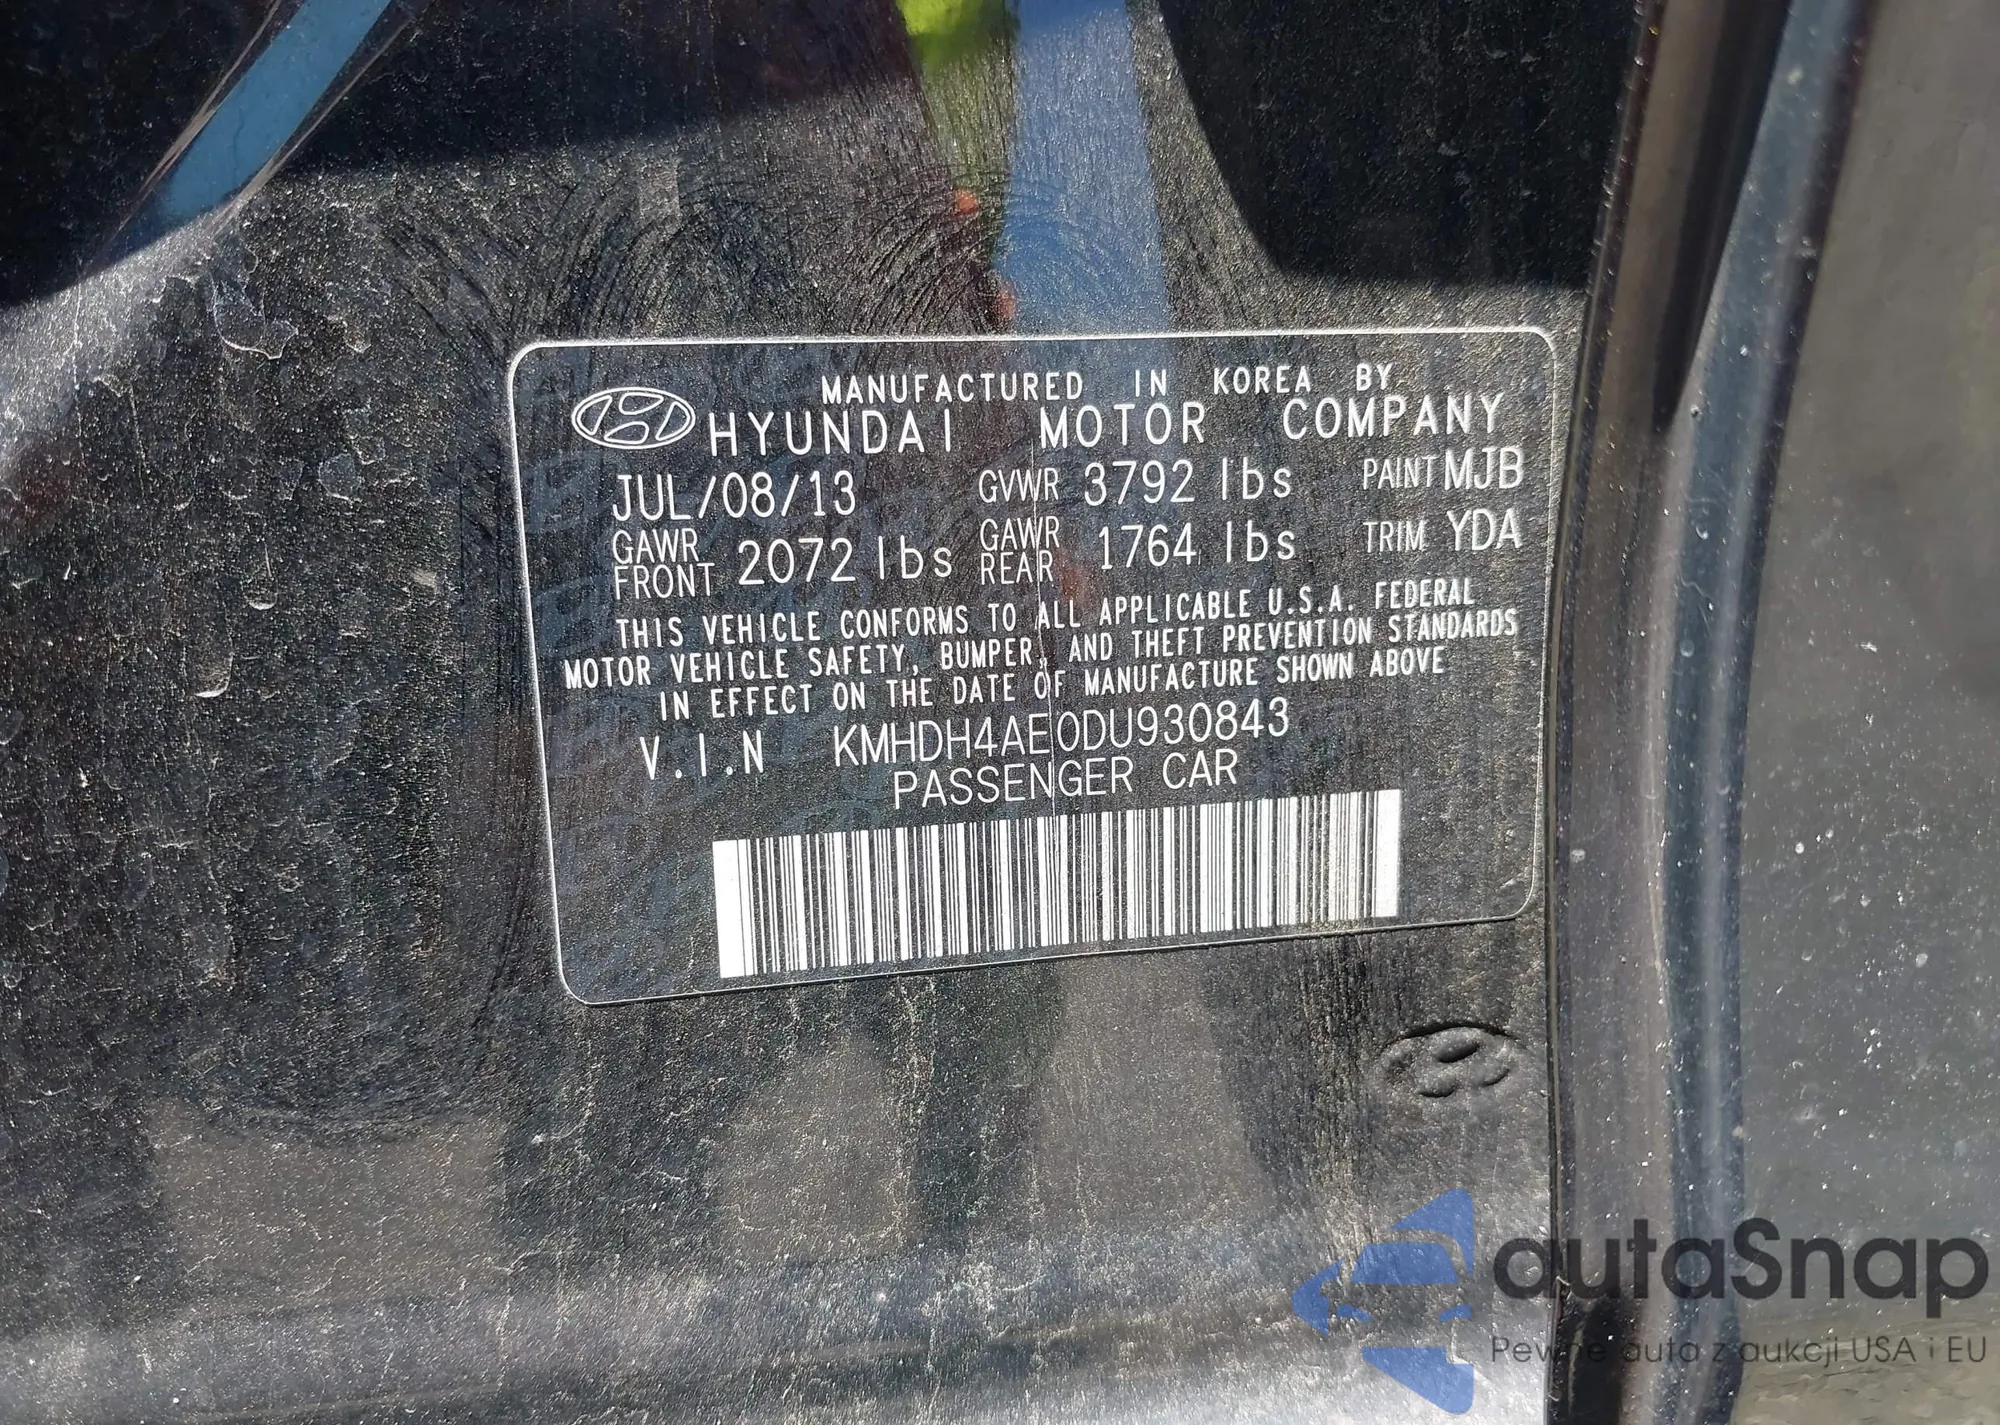 MANUFACTURED IN KOREA BY
HYUNDAI MOTOR COMPANY
JUL/08/13 GVWR 3792 lbs PAINT MJB
GAWR FRONT 2072 lbs GAWR REAR 1764 lbs TRIM YDA
THIS VEHICLE CONFORMS TO ALL APPLICABLE U.S.A. FEDERAL
MOTOR VEHICLE SAFETY, BUMPER, AND THEFT PREVENTION STANDARDS
IN EFFECT ON THE DATE OF MANUFACTURE SHOWN ABOVE
V.I.N KMHDH4AE0DU930843
PASSENGER CAR
autaSnap
Pewne auta z aukcji USA i EU